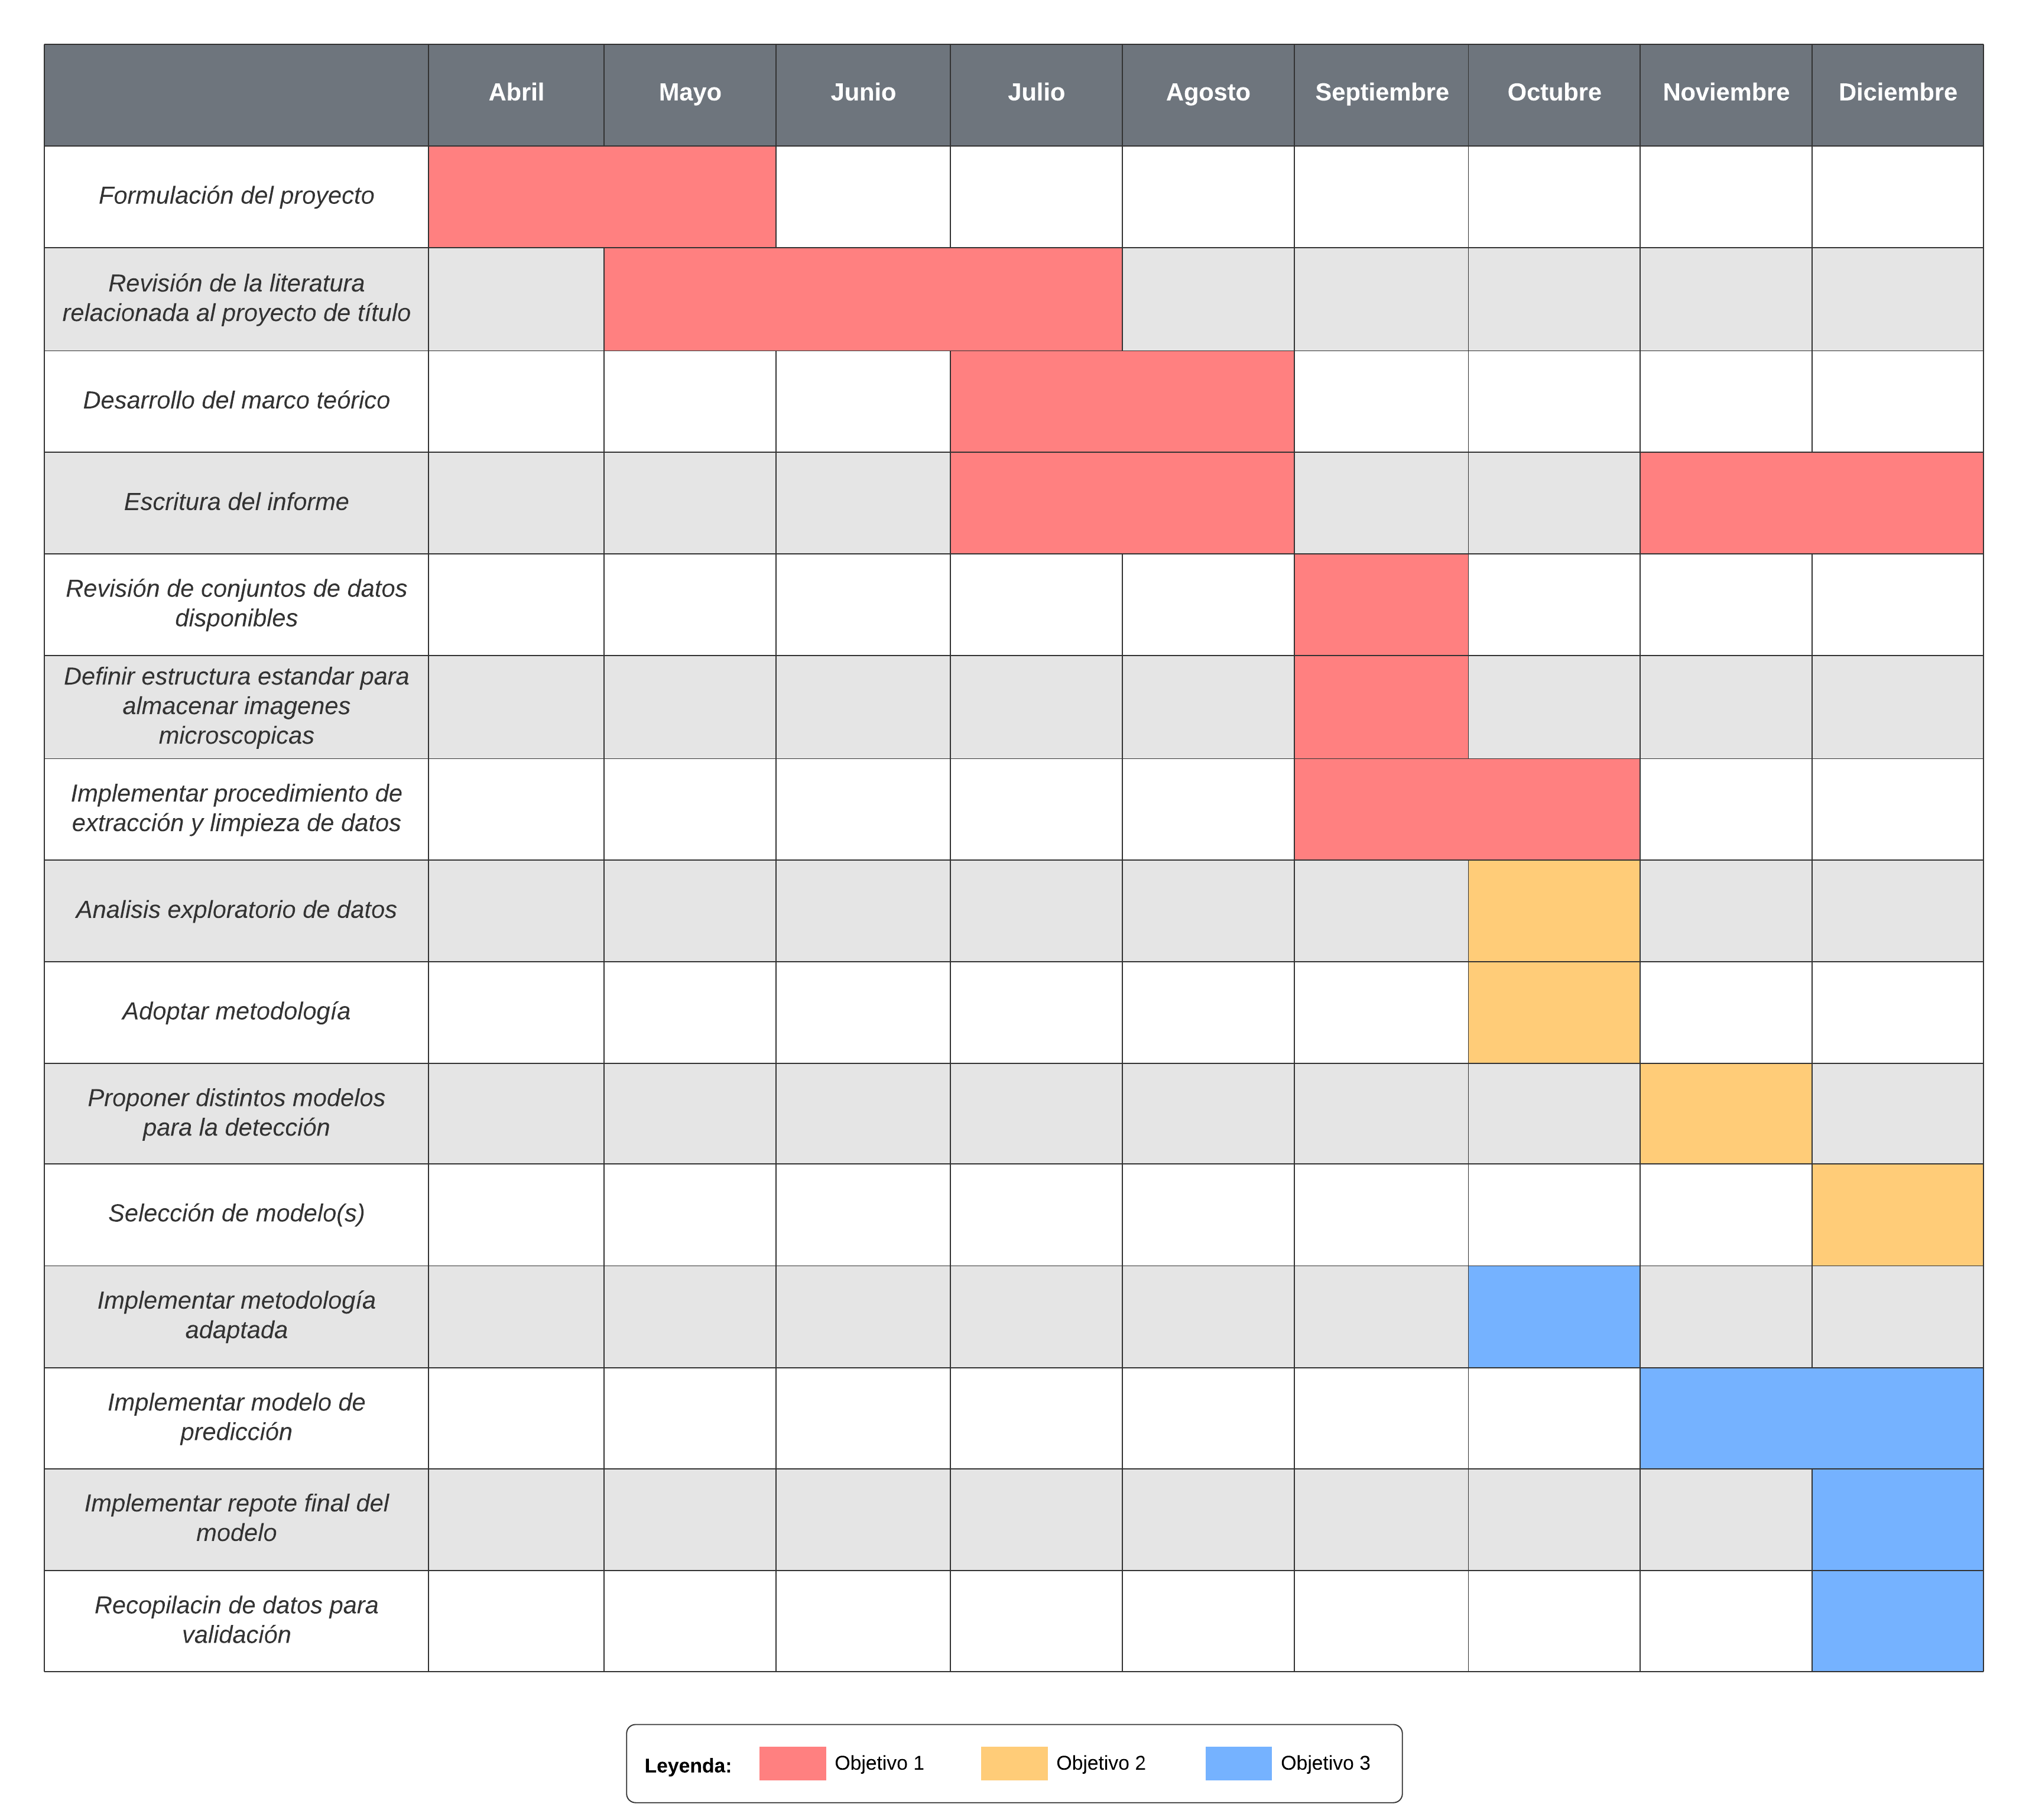 Abril Mayo Junio Julio Agosto Septiembre Octubre Noviembre Diciembre
Formulación del proyecto
Revisión de la literatura
relacionada al proyecto de título
Desarrollo del marco teórico
Escritura del informe
Revisión de conjuntos de datos
disponibles
Definir estructura estandar para
almacenar imagenes
microscopicas
Implementar procedimiento de
extracción y limpieza de datos
Analisis exploratorio de datos
Adoptar metodología
Proponer distintos modelos
para la detección
Selección de modelo(s)
Implementar metodología
adaptada
Implementar modelo de
predicción
Implementar repote final del
modelo
Recopilacin de datos para
validación
Leyenda: Objetivo 1 Objetivo 2 Objetivo 3